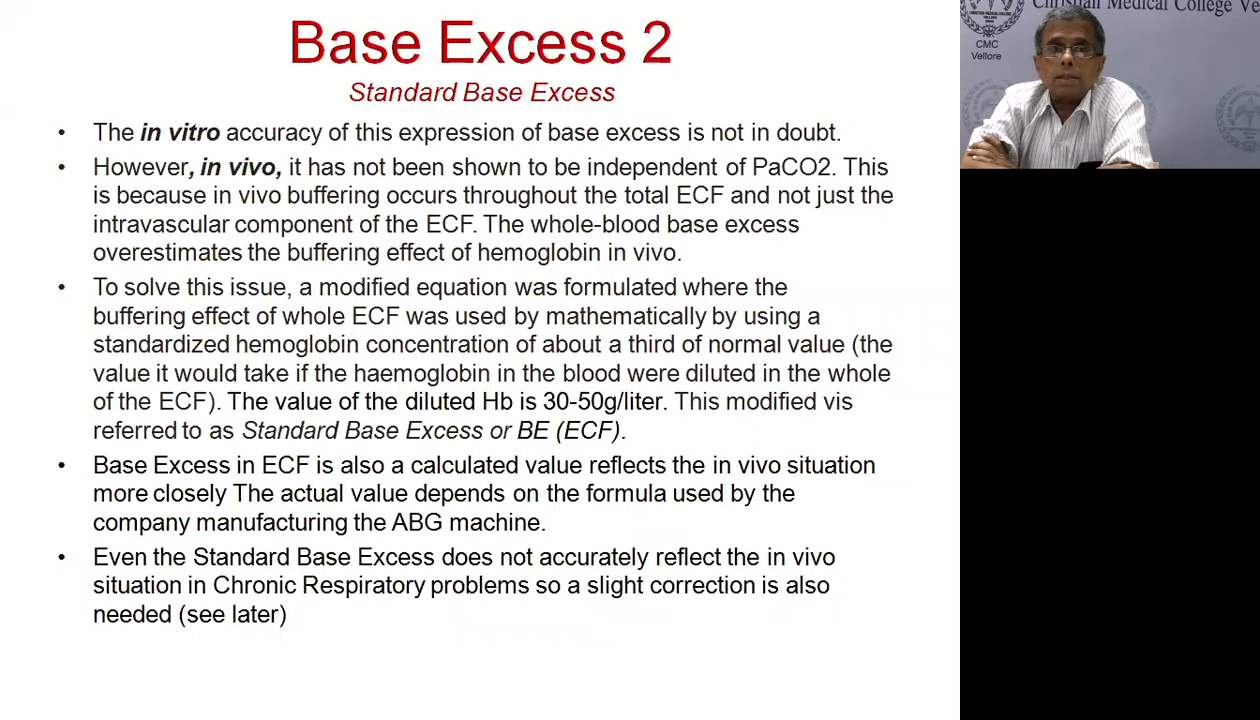 Base Excess 2
Standard Base Excess
• The in vitro accuracy of this expression of base excess is not in doubt.
• However, in vivo, it has not been shown to be independent of PaCO2. This
is because in vivo buffering occurs throughout the total ECF and not just the
intravascular component of the ECF. The whole-blood base excess
overestimates the buffering effect of hemoglobin in vivo.
• To solve this issue, a modified equation was formulated where the
buffering effect of whole ECF was used by mathematically by using a
standardized hemoglobin concentration of about a third of normal value (the
value it would take if the haemoglobin in the blood were diluted in the whole
of the ECF). The value of the diluted Hb is 30-50g/liter. This modified vis
referred to as Standard Base Excess or BE (ECF).
• Base Excess in ECF is also a calculated value reflects the in vivo situation
more closely The actual value depends on the formula used by the
company manufacturing the ABG machine.
• Even the Standard Base Excess does not accurately reflect the in vivo
situation in Chronic Respiratory problems so a slight correction is also
needed (see later)
Christian Medical College Ve
CMC
Vellore